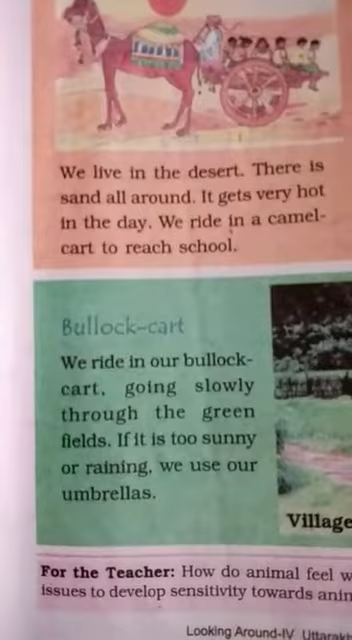 We live in the desert. There is
sand all around. It gets very hot
in the day. We ride in a camel-
cart to reach school.
Bullock-cart
We ride in our bullock-
cart, going slowly
through the green
fields. If it is too sunny
or raining, we use our
umbrellas.
Village
For the Teacher: How do animal feel
issues to develop sensitivity towards
Looking Around-IV